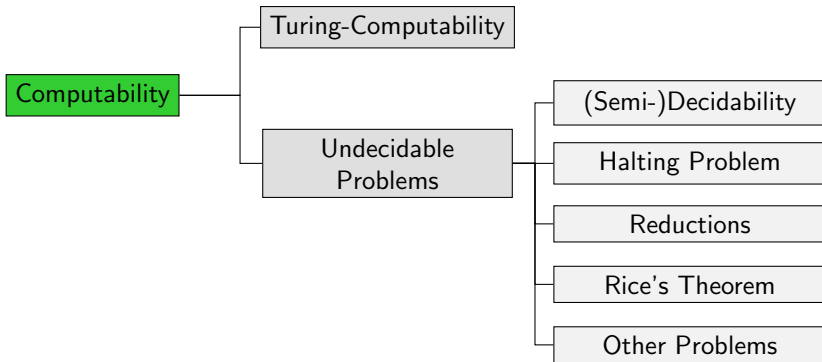 Turing-Computability
Computability
(Semi-)Decidability
Undecidable
Problems
Halting Problem
Reductions
Rice's Theorem
Other Problems